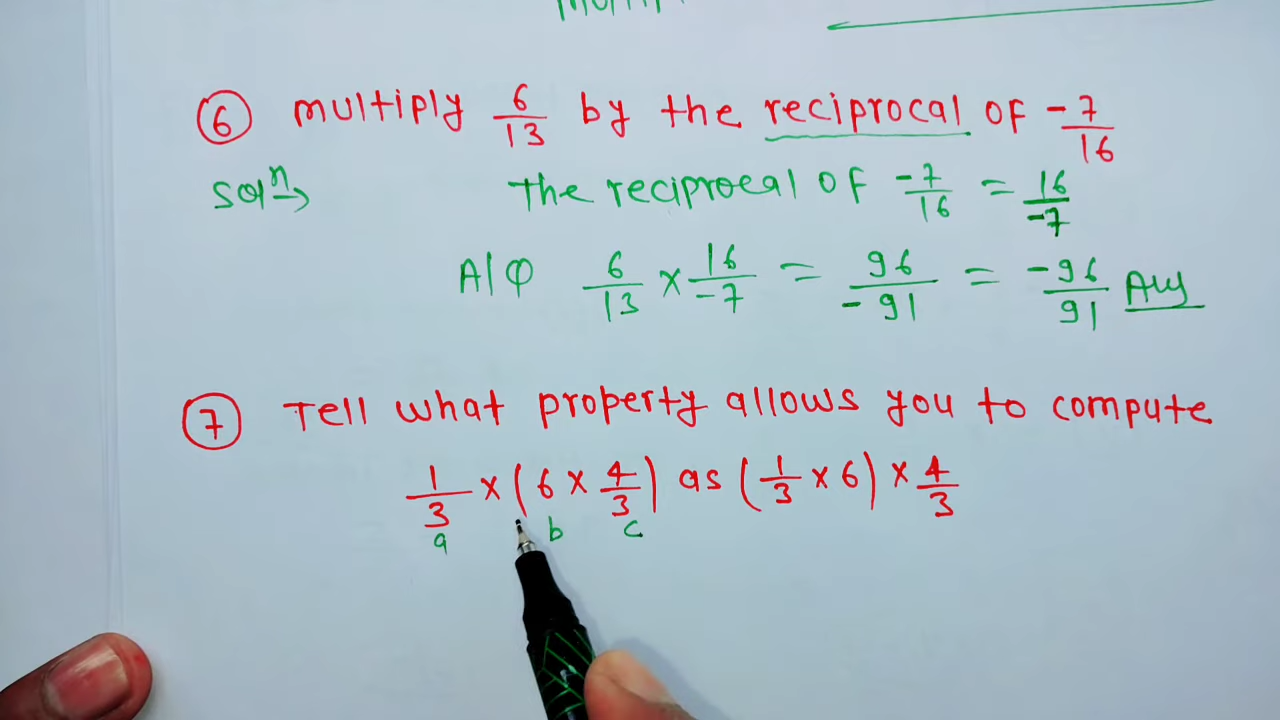 ⑥ multiply 6/13 by the reciprocal of -7/16
Solⁿ→ The reciprocal of -7/16 = 16/-7
A/Q 6/13 × 16/-7 = 96/-91 = -96/91 Ans
⑦ Tell what property allows you to compute
1/3 × (6 × 4/3) as (1/3 × 6) × 4/3
a b c